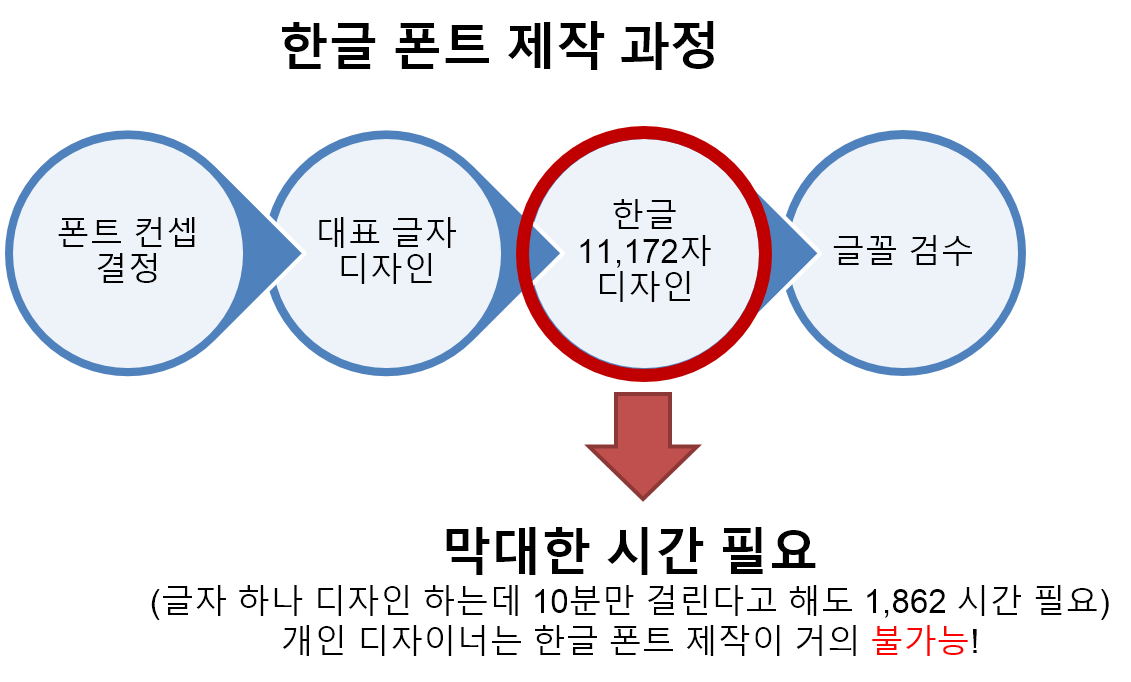 한글 폰트 제작 과정
폰트 컨셉
결정
대표 글자
디자인
한글
11,172자
디자인
글꼴 검수
막대한 시간 필요
(글자 하나 디자인 하는데 10분만 걸린다고 해도 1,862 시간 필요)
개인 디자이너는 한글 폰트 제작이 거의 불가능!